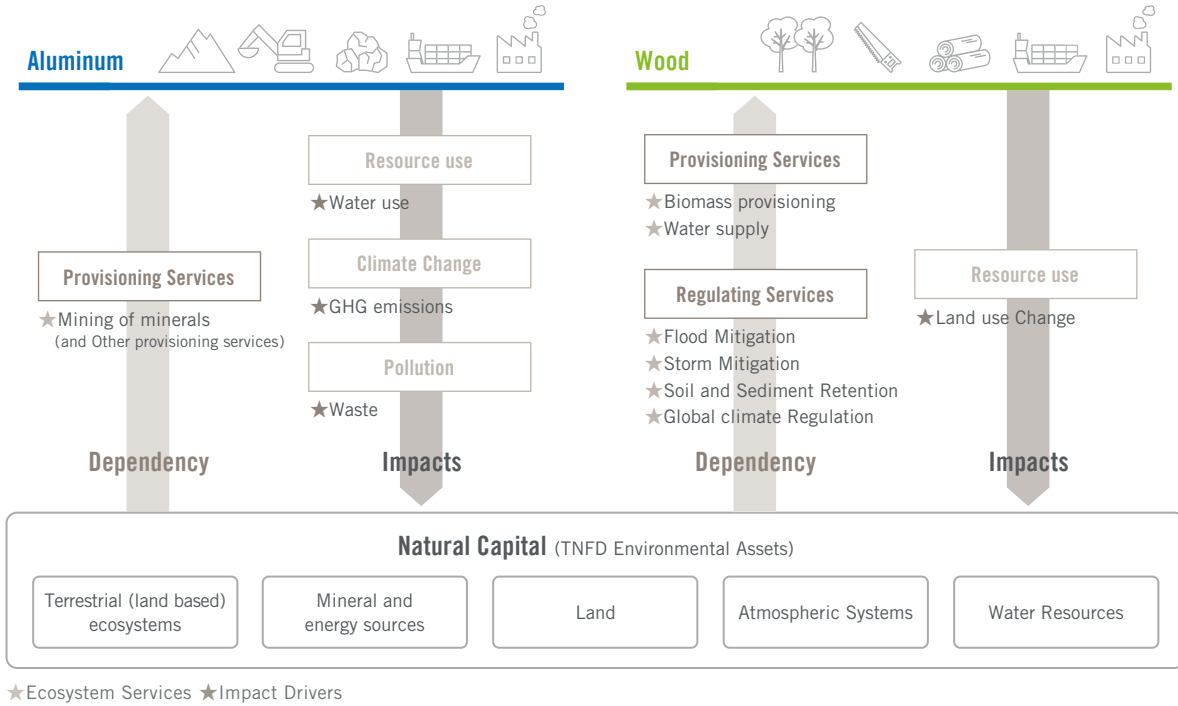 Aluminum
Provisioning Services
★Mining of minerals
(and Other provisioning services)
Dependency
Resource use
★Water use
Climate Change
★GHG emissions
Pollution
★Waste
Impacts
Wood
Provisioning Services
★Biomass provisioning
★Water supply
Regulating Services
★Flood Mitigation
★Storm Mitigation
★Soil and Sediment Retention
★Global climate Regulation
Dependency
Resource use
★Land use Change
Impacts
Natural Capital (TNFD Environmental Assets)
Terrestrial (land based)
ecosystems
Mineral and
energy sources
Land
Atmospheric Systems
Water Resources
★Ecosystem Services ★Impact Drivers